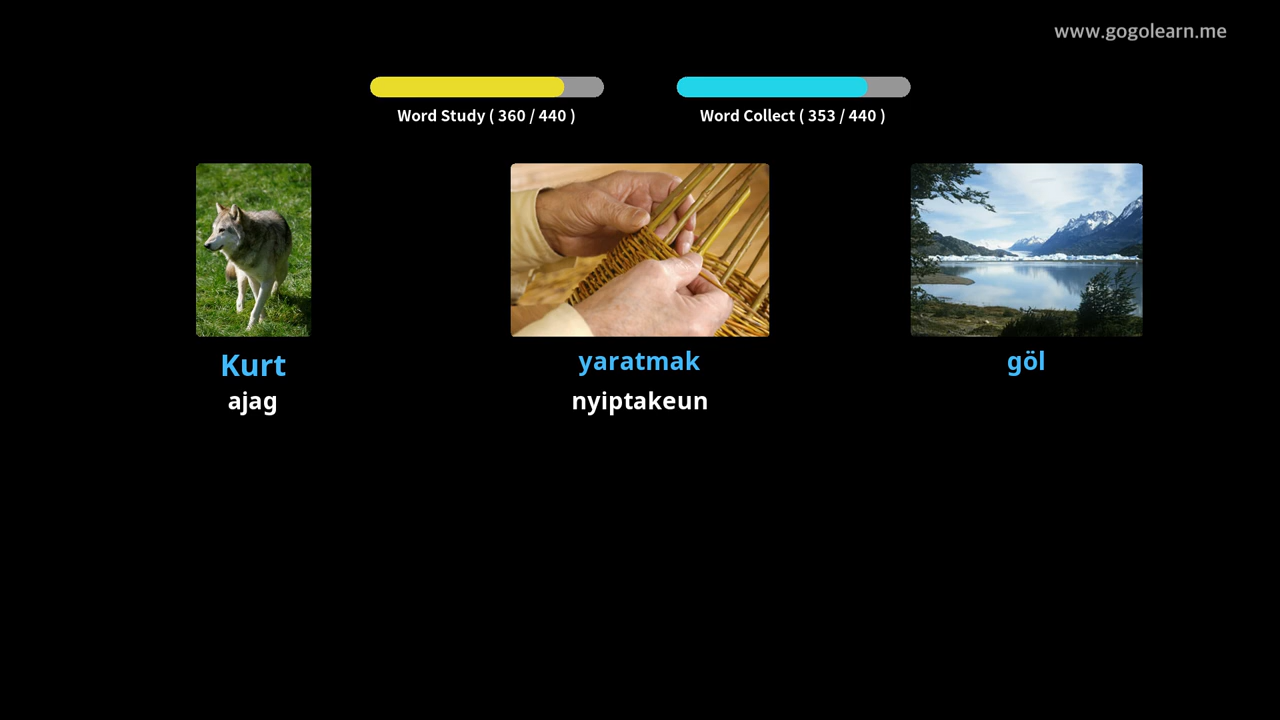 www.gogolearn.me
Word Study ( 360 / 440 )
Word Collect ( 353 / 440 )
Kurt
ajag
yaratmak
nyiptakeun
göl